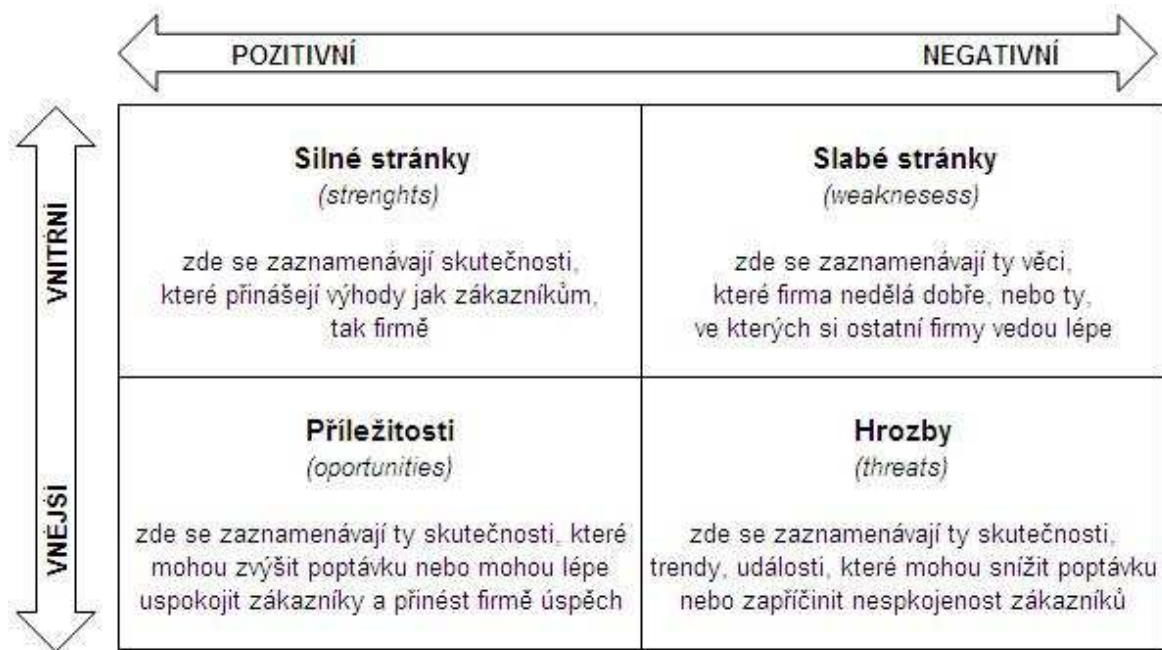 POZITIVNÍ NEGATIVNÍ
VNITŘNÍ
Silné stránky
(strenghts)
zde se zaznamenávají skutečnosti,
které přinášejí výhody jak zákazníkům,
tak firmě
Slabé stránky
(weaknesess)
zde se zaznamenávají ty věci,
které firma nedělá dobře, nebo ty,
ve kterých si ostatní firmy vedou lépe
VNĚJŠÍ
Příležitosti
(oportunities)
zde se zaznamenávají ty skutečnosti, které
mohou zvýšit poptávku nebo mohou lépe
uspokojit zákazníky a přinést firmě úspěch
Hrozby
(threats)
zde se zaznamenávají ty skutečnosti,
trendy, události, které mohou snížit poptávku
nebo zapříčinit nespkojenost zákazníků